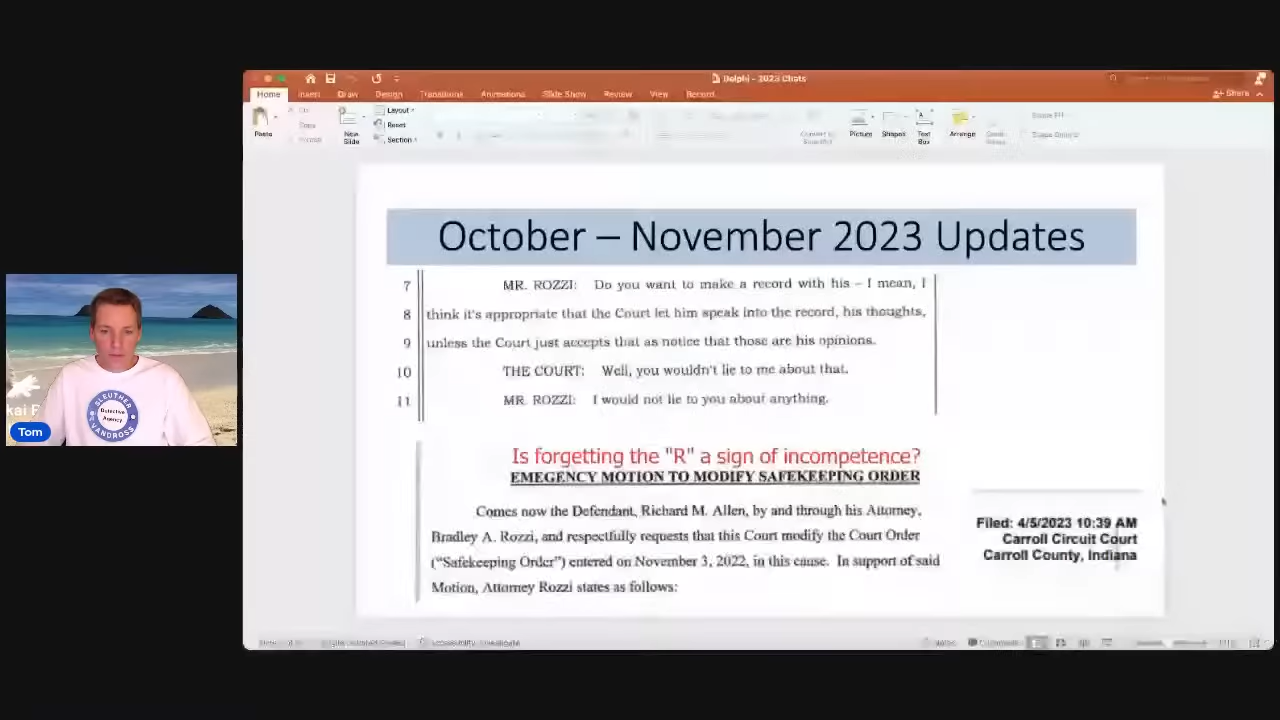 Delphi - 2023 Chats
Home Insert Draw Design Transitions Animations Slide Show Review View Record
Share
Paste
New Slide
Layout
Reset
Section
Picture Shapes Text Box Arrange
October – November 2023 Updates
7 MR. ROZZI: Do you want to make a record with his – I mean, I
8 think it's appropriate that the Court let him speak into the record, his thoughts,
9 unless the Court just accepts that as notice that those are his opinions.
10 THE COURT: Well, you wouldn't lie to me about that.
11 MR. ROZZI: I would not lie to you about anything.
Is forgetting the "R" a sign of incompetence?
EMEGENCY MOTION TO MODIFY SAFEKEEPING ORDER
Comes now the Defendant, Richard M. Allen, by and through his Attorney,
Bradley A. Rozzi, and respectfully requests that this Court modify the Court Order
("Safekeeping Order") entered on November 3, 2022, in this cause. In support of said
Motion, Attorney Rozzi states as follows:
Filed: 4/5/2023 10:39 AM
Carroll Circuit Court
Carroll County, Indiana
SLEUTHER
Detective
Agency
VANDROSS
kai F
Tom